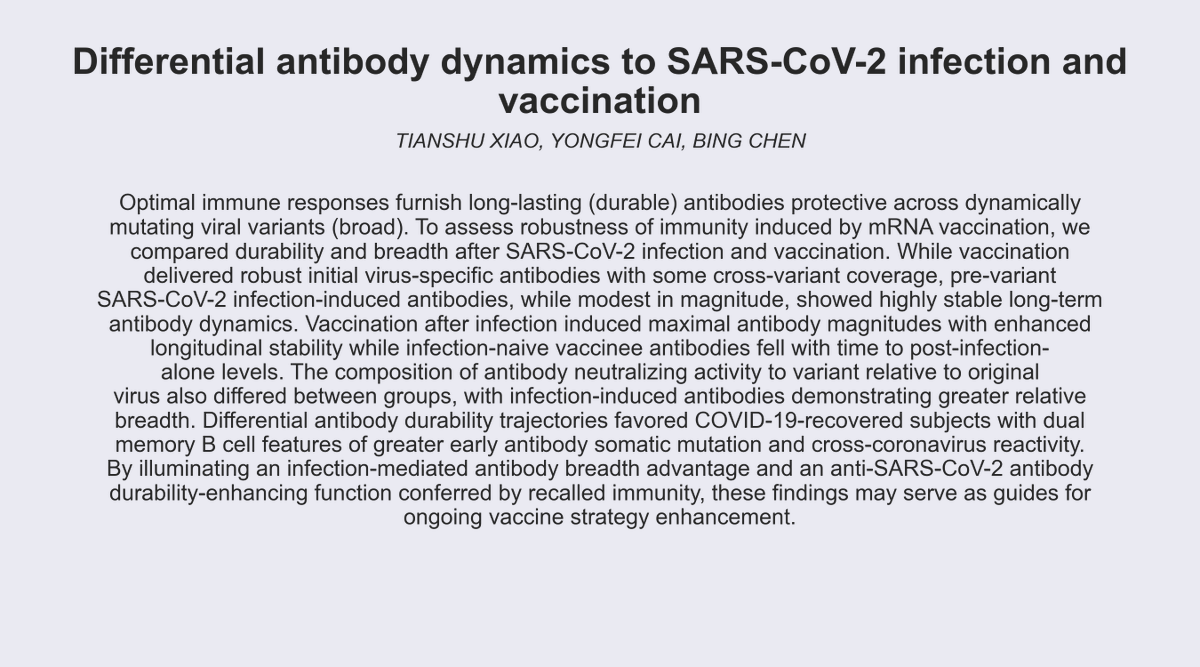 Differential antibody dynamics to SARS-CoV-2 infection and
vaccination
TIANSHU XIAO, YONGFEI CAI, BING CHEN
Optimal immune responses furnish long-lasting (durable) antibodies protective across dynamically
mutating viral variants (broad). To assess robustness of immunity induced by mRNA vaccination, we
compared durability and breadth after SARS-CoV-2 infection and vaccination. While vaccination
delivered robust initial virus-specific antibodies with some cross-variant coverage, pre-variant
SARS-CoV-2 infection-induced antibodies, while modest in magnitude, showed highly stable long-term
antibody dynamics. Vaccination after infection induced maximal antibody magnitudes with enhanced
longitudinal stability while infection-naive vaccinee antibodies fell with time to post-infection-
alone levels. The composition of antibody neutralizing activity to variant relative to original
virus also differed between groups, with infection-induced antibodies demonstrating greater relative
breadth. Differential antibody durability trajectories favored COVID-19-recovered subjects with dual
memory B cell features of greater early antibody somatic mutation and cross-coronavirus reactivity.
By illuminating an infection-mediated antibody breadth advantage and an anti-SARS-CoV-2 antibody
durability-enhancing function conferred by recalled immunity, these findings may serve as guides for
ongoing vaccine strategy enhancement.